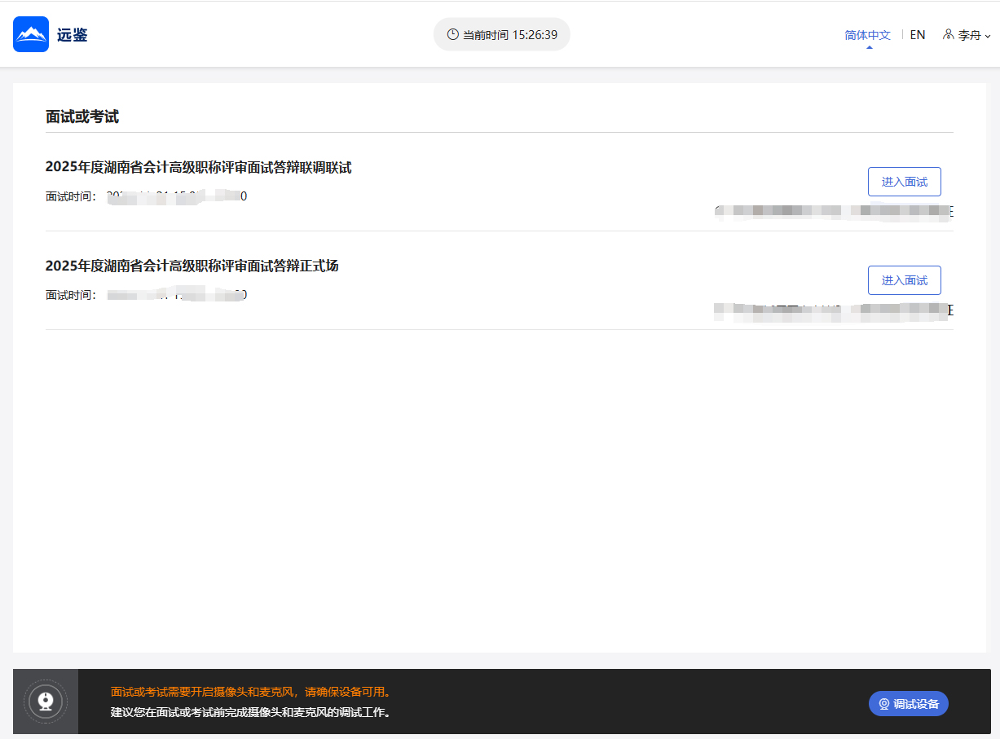 远鉴
当前时间 15:26:39
简体中文
EN
李舟
面试或考试
2025年度湖南省会计高级职称评审面试答辩联调联试
进入面试
面试时间：
2025年度湖南省会计高级职称评审面试答辩正式场
进入面试
面试时间：
面试或考试需要开启摄像头和麦克风，请确保设备可用。
建议您在面试或考试前完成摄像头和麦克风的调试工作。
调试设备